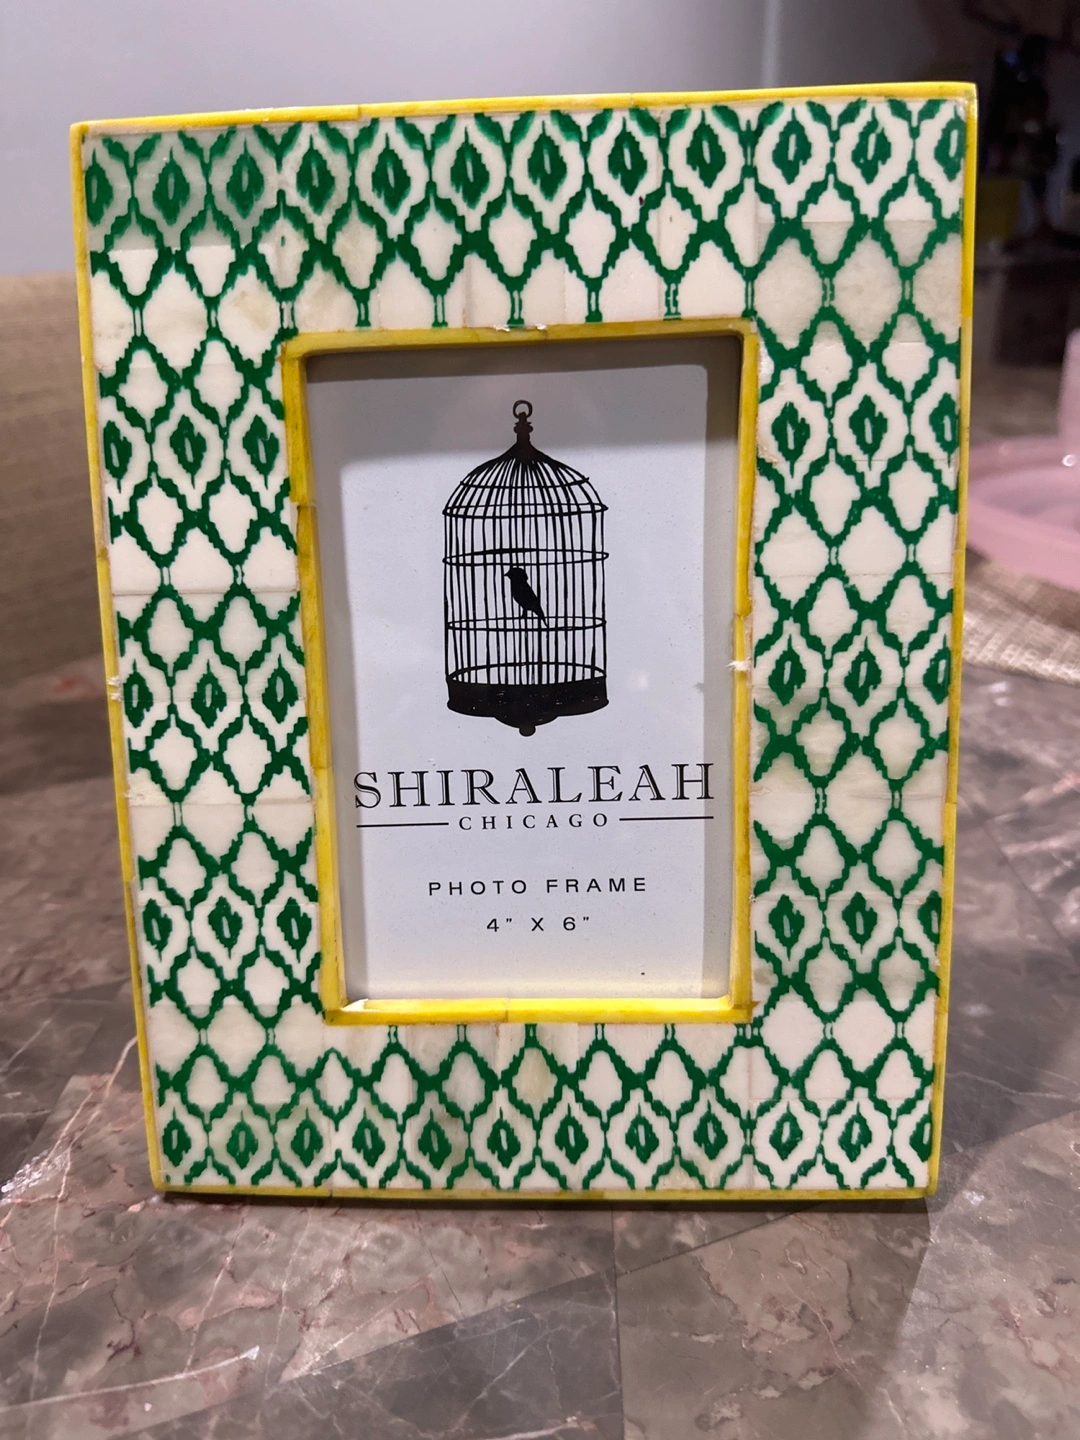 SHIRALEAH
CHICAGO
PHOTO FRAME
4" X 6"